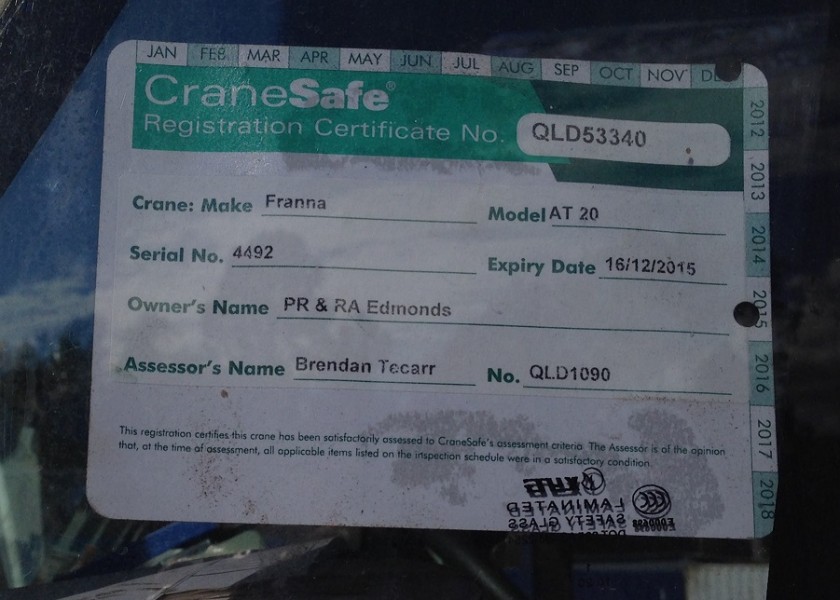 JAN FEB MAR APR MAY JUN JUL AUG SEP OCT NOV
CraneSafe®
Registration Certificate No. QLD53340
Crane: Make Franna Model AT 20
Serial No. 4492 Expiry Date 16/12/2015
Owner's Name PR & RA Edmonds
Assessor's Name Brendan Tecarr No. QLD1090
This registration certifies this crane has been satisfactorily assessed to CraneSafe's assessment criteria. The Assessor is of the opinion
that, at the time of assessment, all applicable items listed on the inspection schedule were in a satisfactory condition.
LAMINATED
SAFETY GLASS
2012
2013
2014
2015
2016
2017
2018